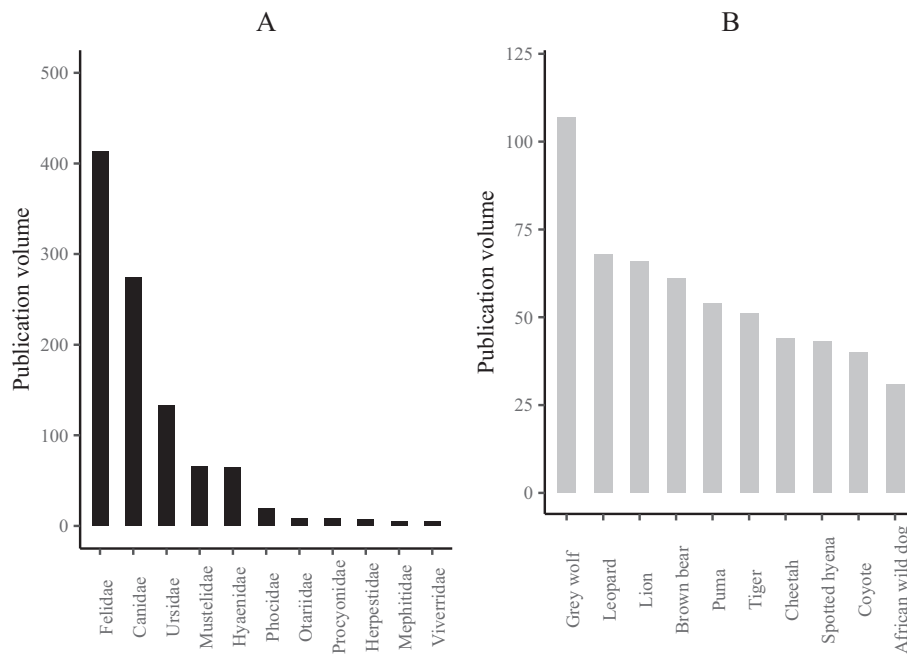 A
Publication volume
500
400
300
200
100
0
Felidae
Canidae
Ursidae
Mustelidae
Hyaenidae
Phocidae
Otariidae
Procyonidae
Herpestidae
Mephitidae
Viverridae
B
Publication volume
125
100
75
50
25
0
Grey wolf
Leopard
Lion
Brown bear
Puma
Tiger
Cheetah
Spotted hyena
Coyote
African wild dog